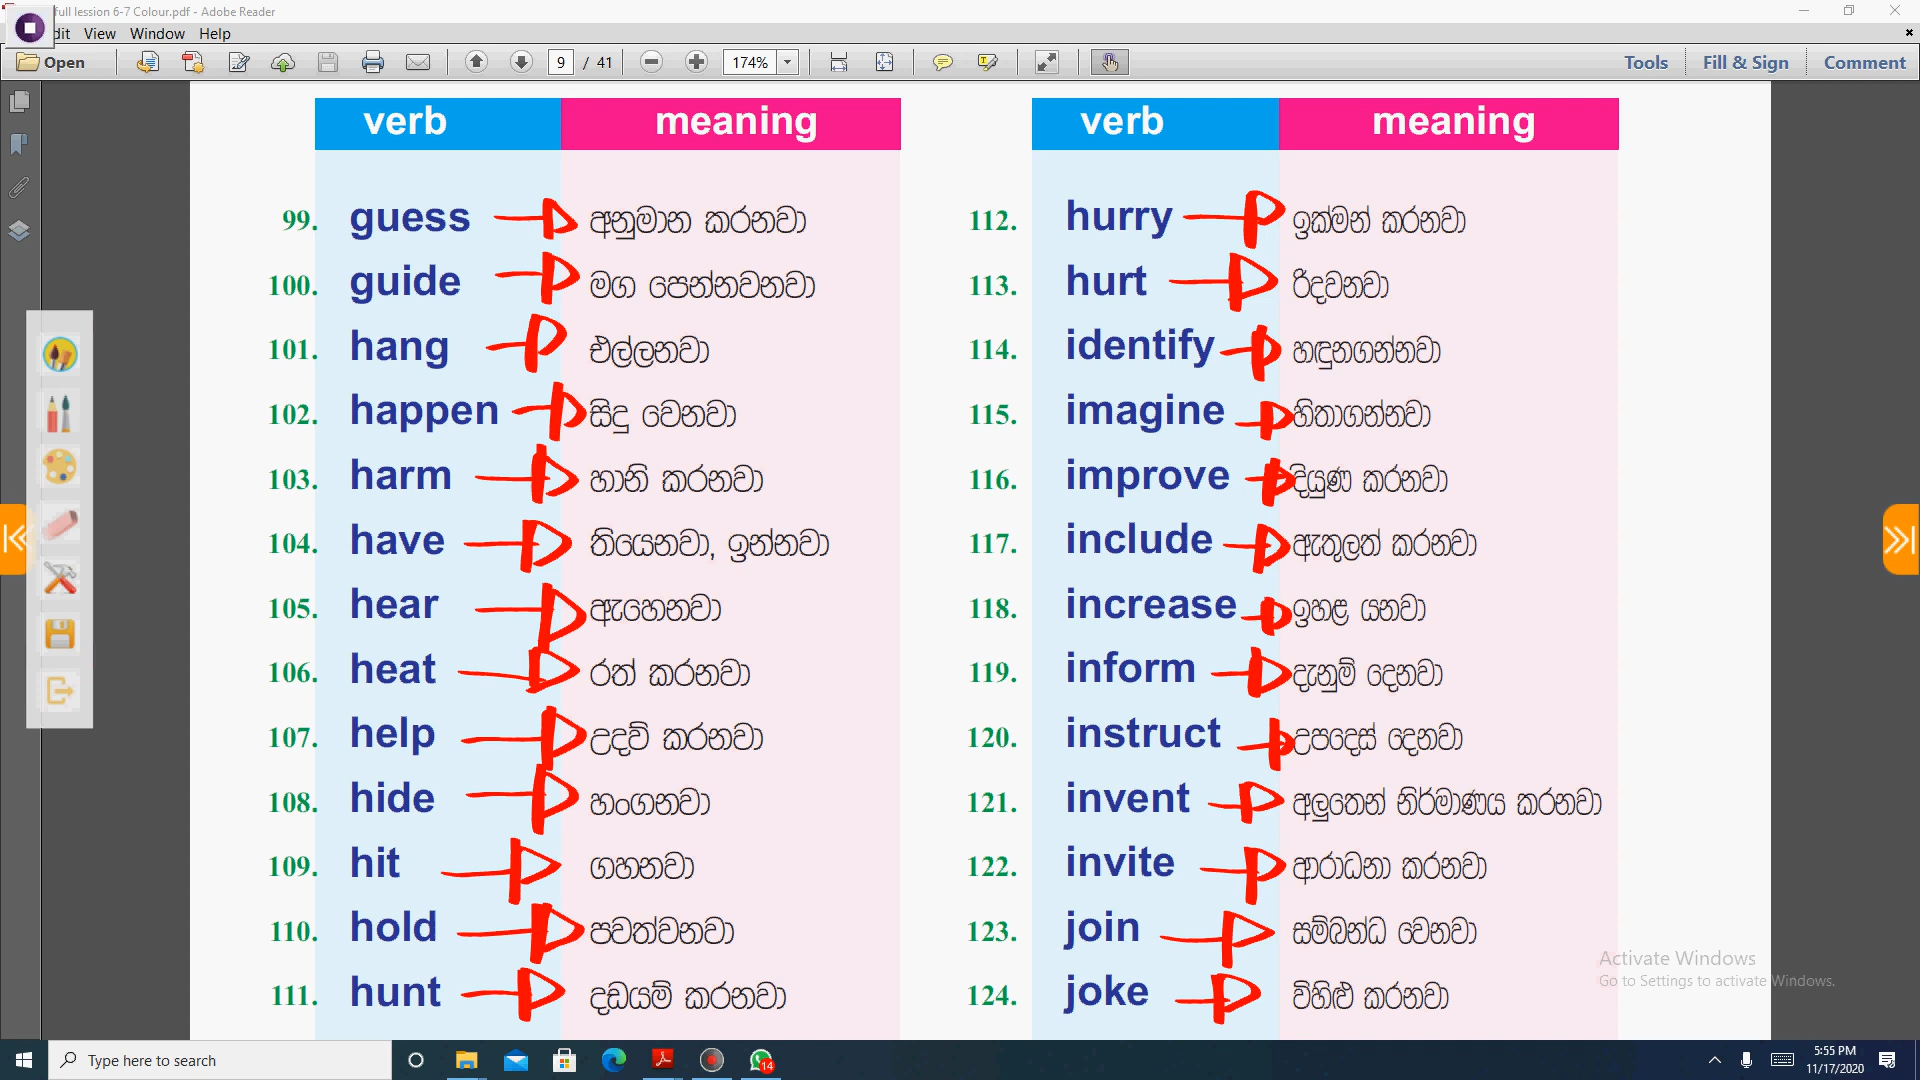 full lession 6-7 Colour.pdf - Adobe Reader
dit View Window Help
Open 9 / 41 174% Tools Fill & Sign Comment
verb meaning
99. guess අනුමාන කරනවා
100. guide මග පෙන්නවනවා
101. hang එල්ලනවා
102. happen සිදු වෙනවා
103. harm හානි කරනවා
104. have තියෙනවා, ඉන්නවා
105. hear ඇහෙනවා
106. heat රත් කරනවා
107. help උදව් කරනවා
108. hide හංගනවා
109. hit ගහනවා
110. hold පවත්වනවා
111. hunt දඩයම් කරනවා
verb meaning
112. hurry ඉක්මන් කරනවා
113. hurt රිදවනවා
114. identify හඳුනගන්නවා
115. imagine හිතාගන්නවා
116. improve දියුණ කරනවා
117. include ඇතුලත් කරනවා
118. increase ඉහළ යනවා
119. inform දැනුම් දෙනවා
120. instruct උපදෙස් දෙනවා
121. invent අලුතෙන් නිර්මාණය කරනවා
122. invite ආරාධනා කරනවා
123. join සම්බන්ධ වෙනවා
124. joke විහිළු කරනවා
Activate Windows
Go to Settings to activate Windows.
Type here to search
14
5:55 PM
11/17/2020